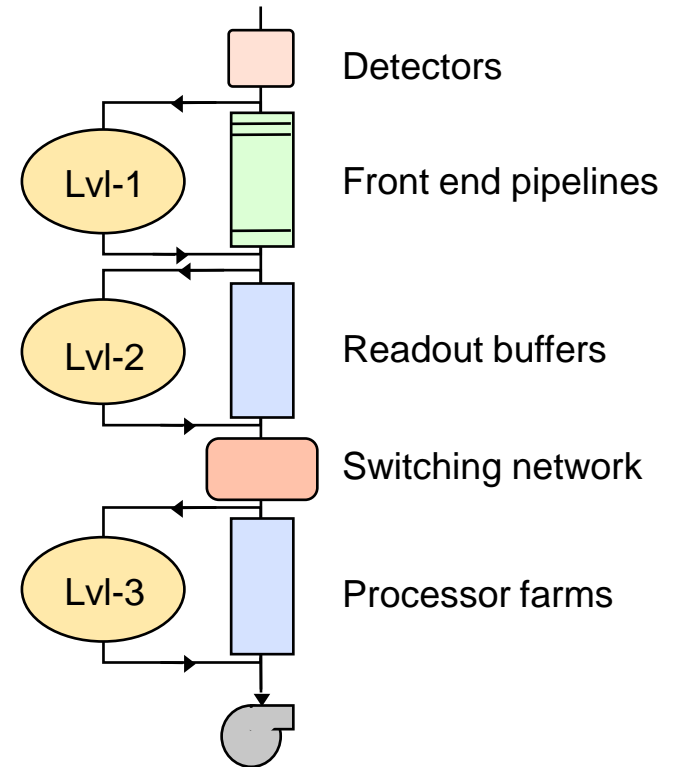 Detectors
Lvl-1
Front end pipelines
Lvl-2
Readout buffers
Switching network
Lvl-3
Processor farms